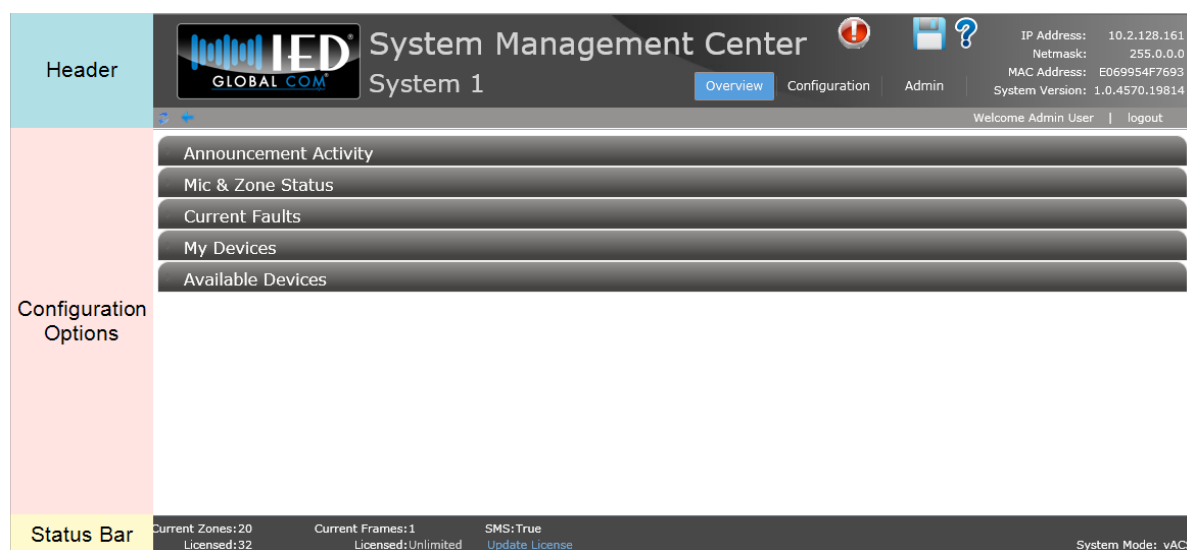 Header
IED
GLOBAL COM®
System Management Center
System 1
Overview
Configuration
Admin
IP Address: 10.2.128.161
Netmask: 255.0.0.0
MAC Address: E069954F7693
System Version: 1.0.4570.19814
Welcome Admin User | logout
Configuration
Options
Announcement Activity
Mic & Zone Status
Current Faults
My Devices
Available Devices
Status Bar
Current Zones:20
Licensed:32
Current Frames:1
Licensed:Unlimited
SMS:True
Update License
System Mode: vACS